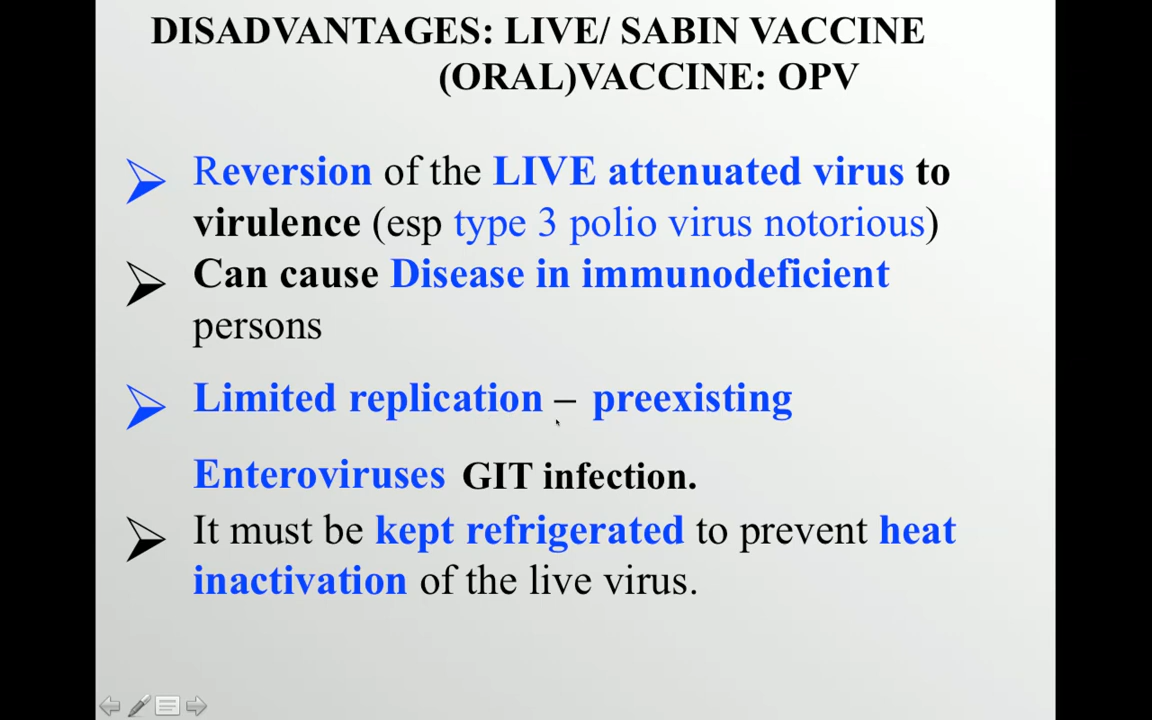 DISADVANTAGES: LIVE/ SABIN VACCINE
(ORAL)VACCINE: OPV
Reversion of the LIVE attenuated virus to
virulence (esp type 3 polio virus notorious)
Can cause Disease in immunodeficient
persons
Limited replication – preexisting
Enteroviruses GIT infection.
It must be kept refrigerated to prevent heat
inactivation of the live virus.